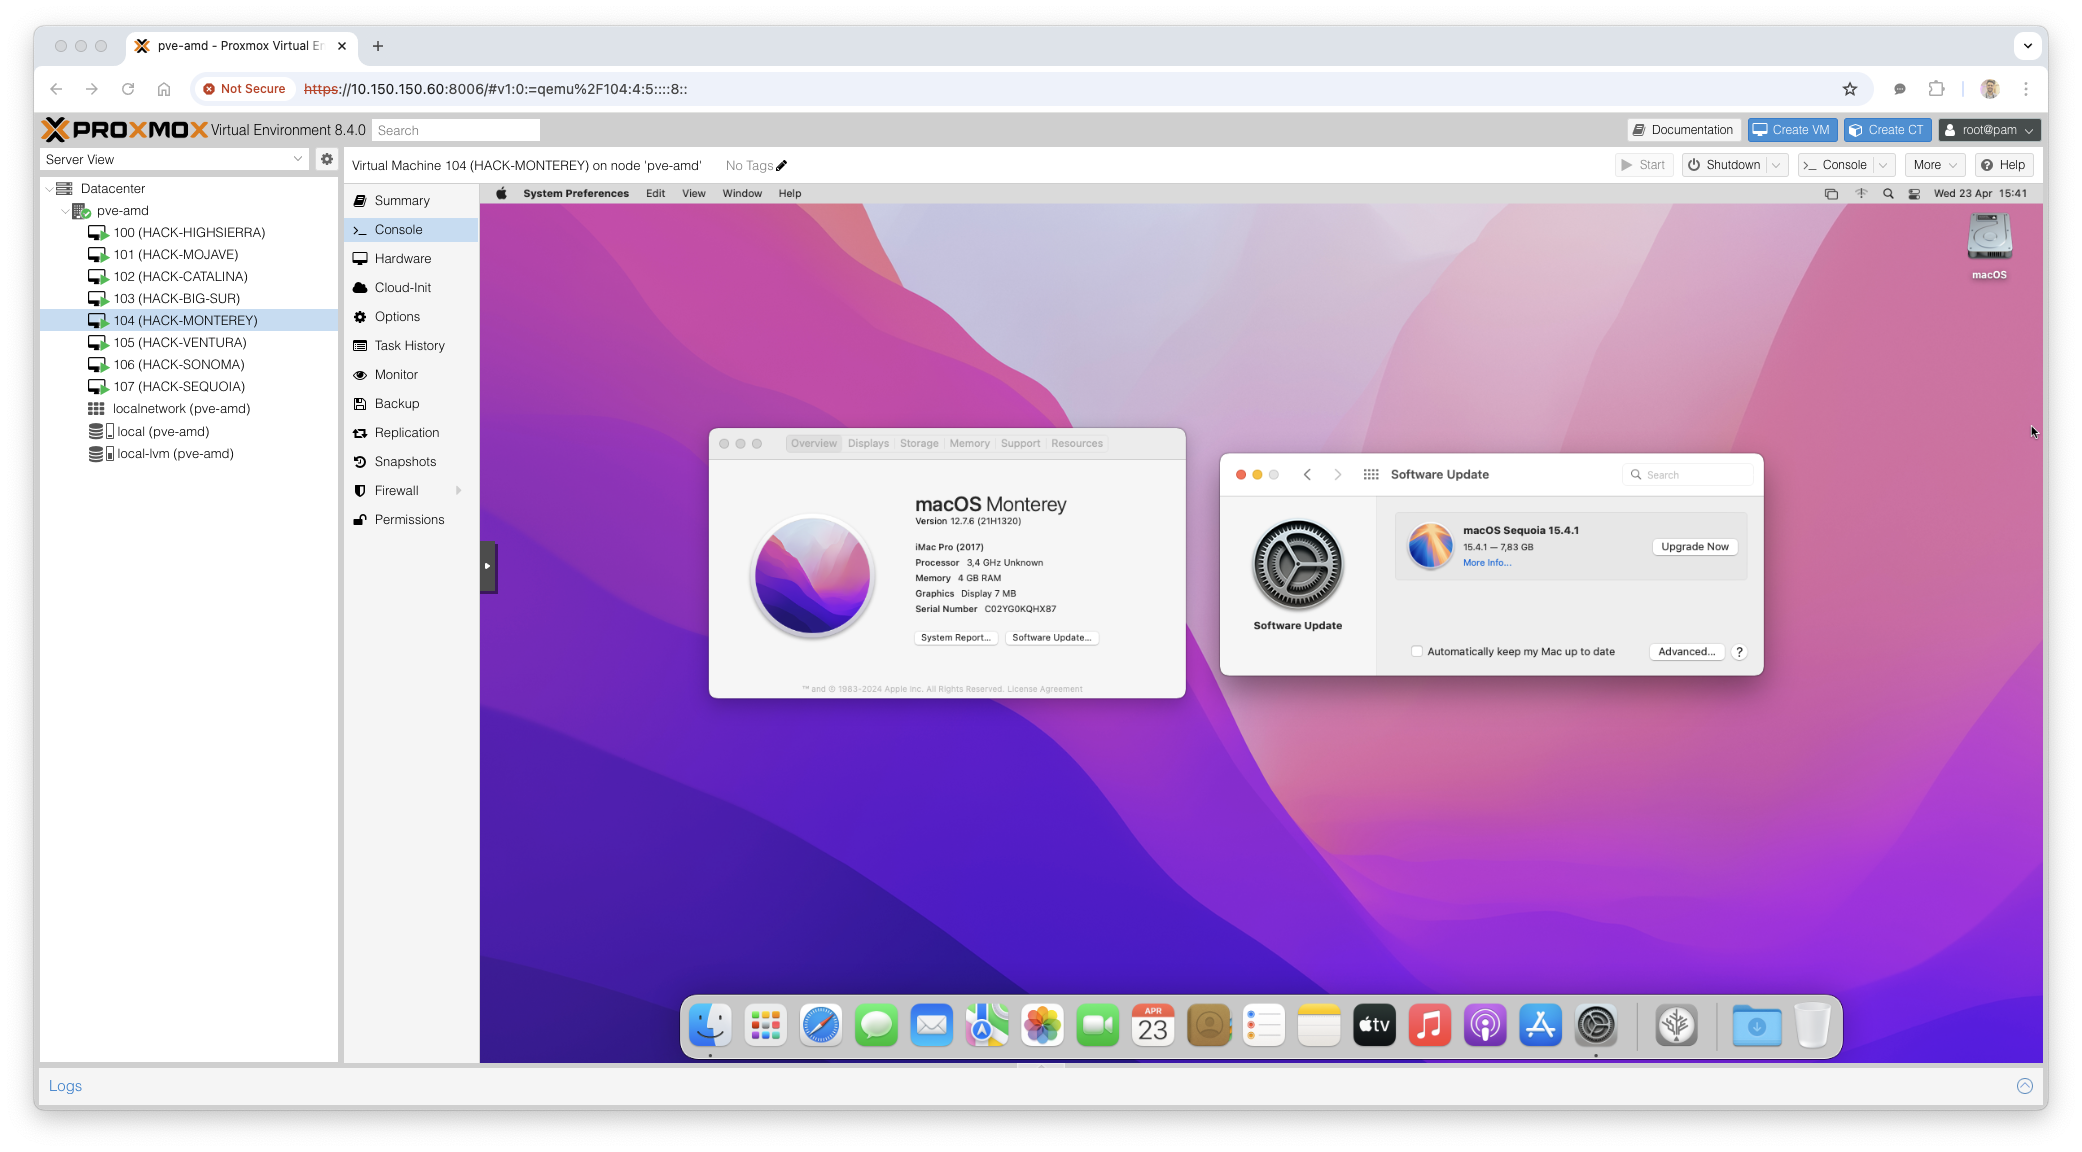 pve-amd - Proxmox Virtual Er
Not Secure
https://10.150.150.60:8006/#v1:0:=qemu%2F104:4:5::::8::
PROXMOX Virtual Environment 8.4.0
Search
Documentation
Create VM
Create CT
root@pam
Server View
Virtual Machine 104 (HACK-MONTEREY) on node 'pve-amd'
No Tags
Start
Shutdown
Console
More
Help
Datacenter
pve-amd
100 (HACK-HIGHSIERRA)
101 (HACK-MOJAVE)
102 (HACK-CATALINA)
103 (HACK-BIG-SUR)
104 (HACK-MONTEREY)
105 (HACK-VENTURA)
106 (HACK-SONOMA)
107 (HACK-SEQUOIA)
localnetwork (pve-amd)
local (pve-amd)
local-lvm (pve-amd)
Summary
Console
Hardware
Cloud-Init
Options
Task History
Monitor
Backup
Replication
Snapshots
Firewall
Permissions
System Preferences Edit View Window Help
Wed 23 Apr 15:41
macOS
Overview Displays Storage Memory Support Resources
macOS Monterey
Version 12.7.6 (21H1320)
iMac Pro (2017)
Processor 3,4 GHz Unknown
Memory 4 GB RAM
Graphics Display 7 MB
Serial Number C02YG0KQHX87
System Report...
Software Update...
™ and © 1983-2024 Apple Inc. All Rights Reserved. License Agreement
Software Update
Search
Software Update
macOS Sequoia 15.4.1
15.4.1 — 7,83 GB
More Info...
Upgrade Now
Automatically keep my Mac up to date
Advanced...
?
APR
23
tv
Logs